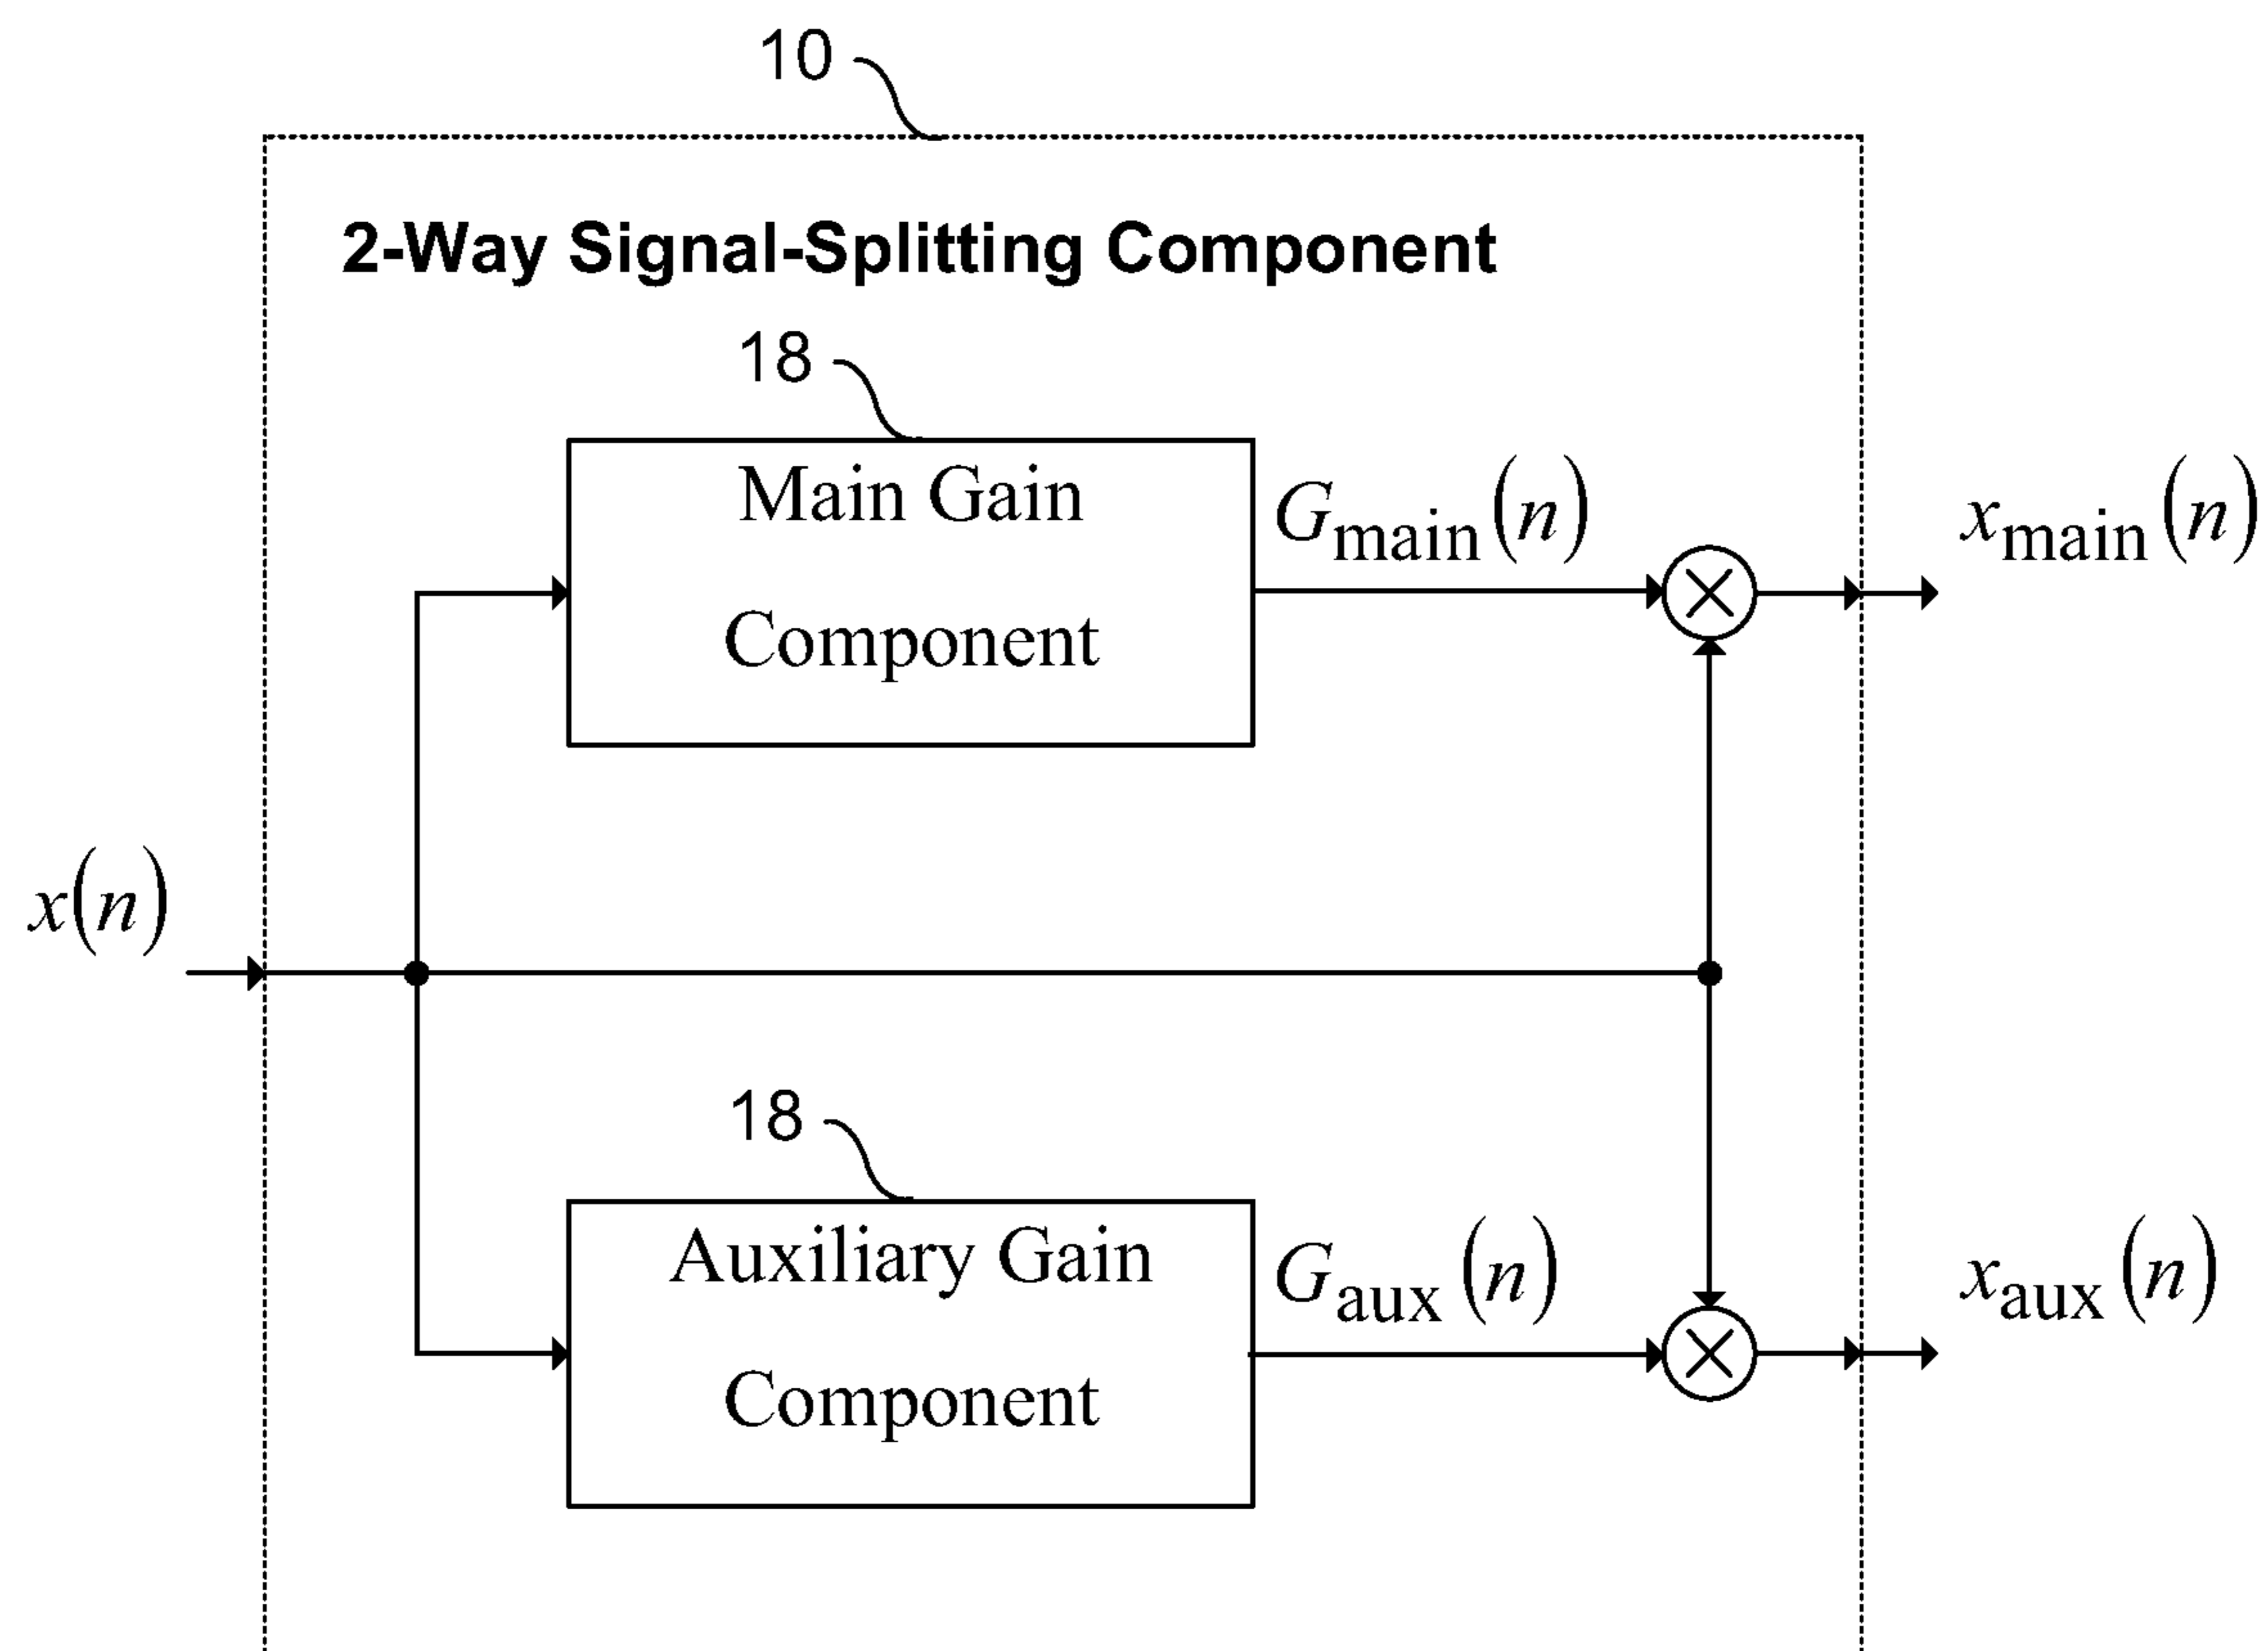 10
2-Way Signal-Splitting Component
18
Main Gain
Component
G_main(n)
x_main(n)
x(n)
18
Auxiliary Gain
Component
G_aux(n)
x_aux(n)